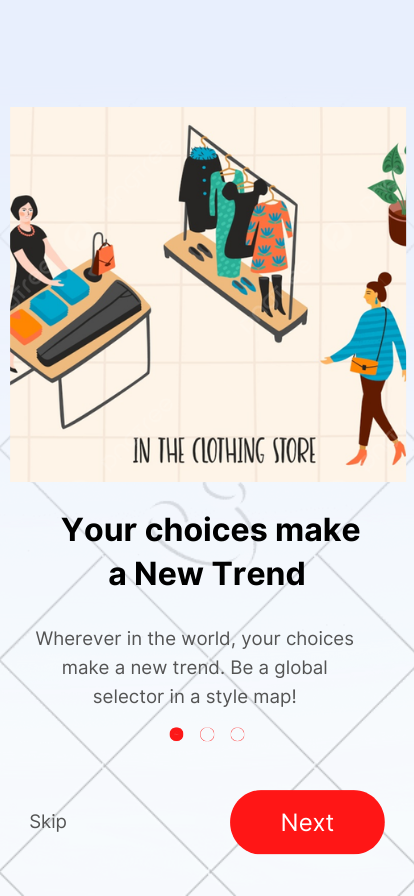 IN THE CLOTHING STORE
Your choices make
a New Trend
Wherever in the world, your choices
make a new trend. Be a global
selector in a style map!
Skip
Next